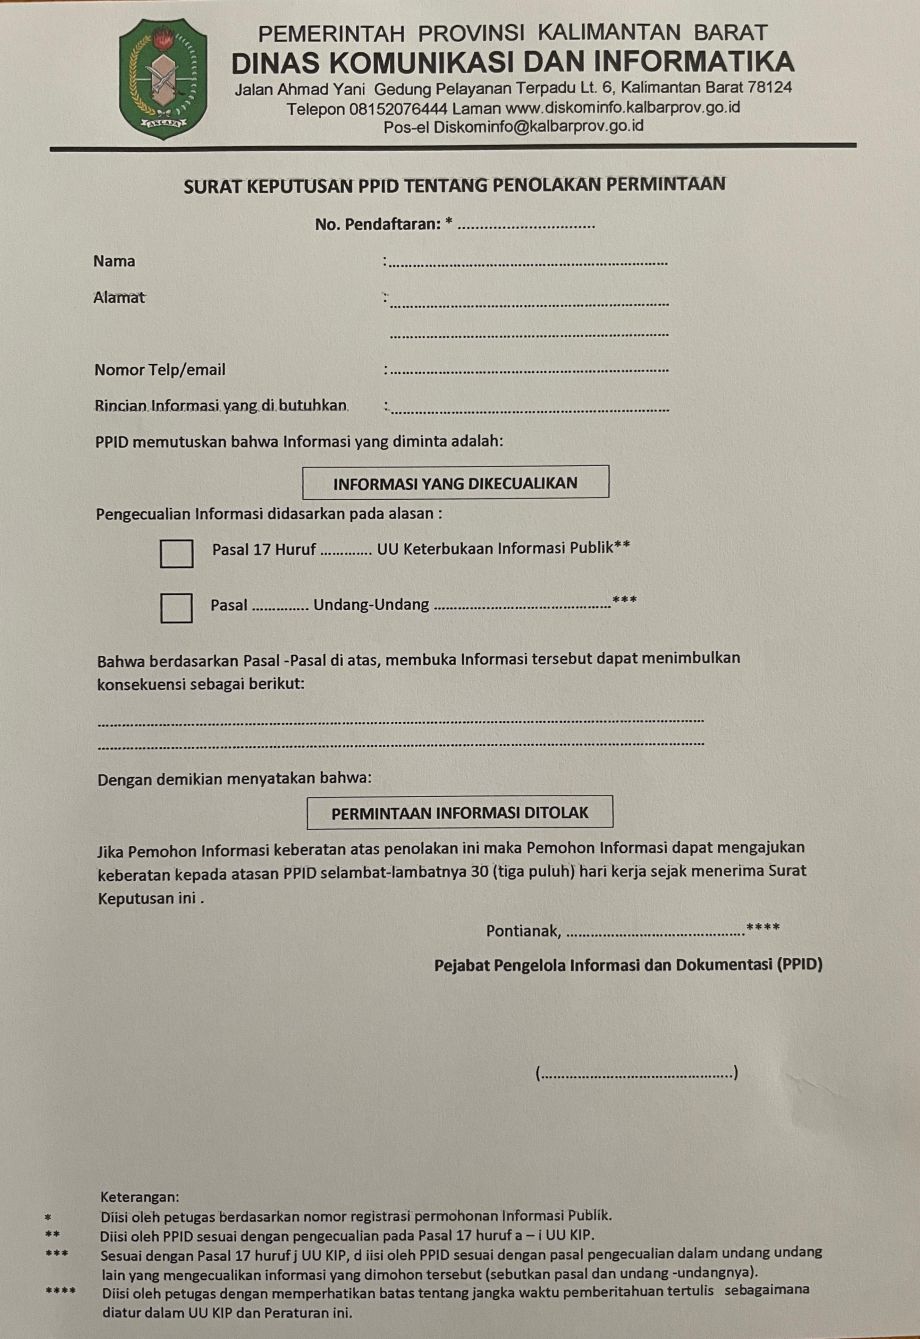 PEMERINTAH PROVINSI KALIMANTAN BARAT
DINAS KOMUNIKASI DAN INFORMATIKA
Jalan Ahmad Yani Gedung Pelayanan Terpadu Lt. 6, Kalimantan Barat 78124
Telepon 08152076444 Laman www.diskominfo.kalbarprov.go.id
Pos-el Diskominfo@kalbarprov.go.id
AKCAYA
SURAT KEPUTUSAN PPID TENTANG PENOLAKAN PERMINTAAN
No. Pendaftaran: * ................................
Nama :................................................................
Alamat :................................................................
................................................................
Nomor Telp/email :................................................................
Rincian Informasi yang di butuhkan :................................................................
PPID memutuskan bahwa Informasi yang diminta adalah:
INFORMASI YANG DIKECUALIKAN
Pengecualian Informasi didasarkan pada alasan :
Pasal 17 Huruf ............. UU Keterbukaan Informasi Publik**
Pasal .............. Undang-Undang ............................................***
Bahwa berdasarkan Pasal -Pasal di atas, membuka Informasi tersebut dapat menimbulkan
konsekuensi sebagai berikut:
................................................................................................................
................................................................................................................
Dengan demikian menyatakan bahwa:
PERMINTAAN INFORMASI DITOLAK
Jika Pemohon Informasi keberatan atas penolakan ini maka Pemohon Informasi dapat mengajukan
keberatan kepada atasan PPID selambat-lambatnya 30 (tiga puluh) hari kerja sejak menerima Surat
Keputusan ini .
Pontianak, ............................................****
Pejabat Pengelola Informasi dan Dokumentasi (PPID)
(..............................................)
Keterangan:
* Diisi oleh petugas berdasarkan nomor registrasi permohonan Informasi Publik.
** Diisi oleh PPID sesuai dengan pengecualian pada Pasal 17 huruf a – i UU KIP.
*** Sesuai dengan Pasal 17 huruf j UU KIP, d iisi oleh PPID sesuai dengan pasal pengecualian dalam undang undang
lain yang mengecualikan informasi yang dimohon tersebut (sebutkan pasal dan undang -undangnya).
**** Diisi oleh petugas dengan memperhatikan batas tentang jangka waktu pemberitahuan tertulis sebagaimana
diatur dalam UU KIP dan Peraturan ini.